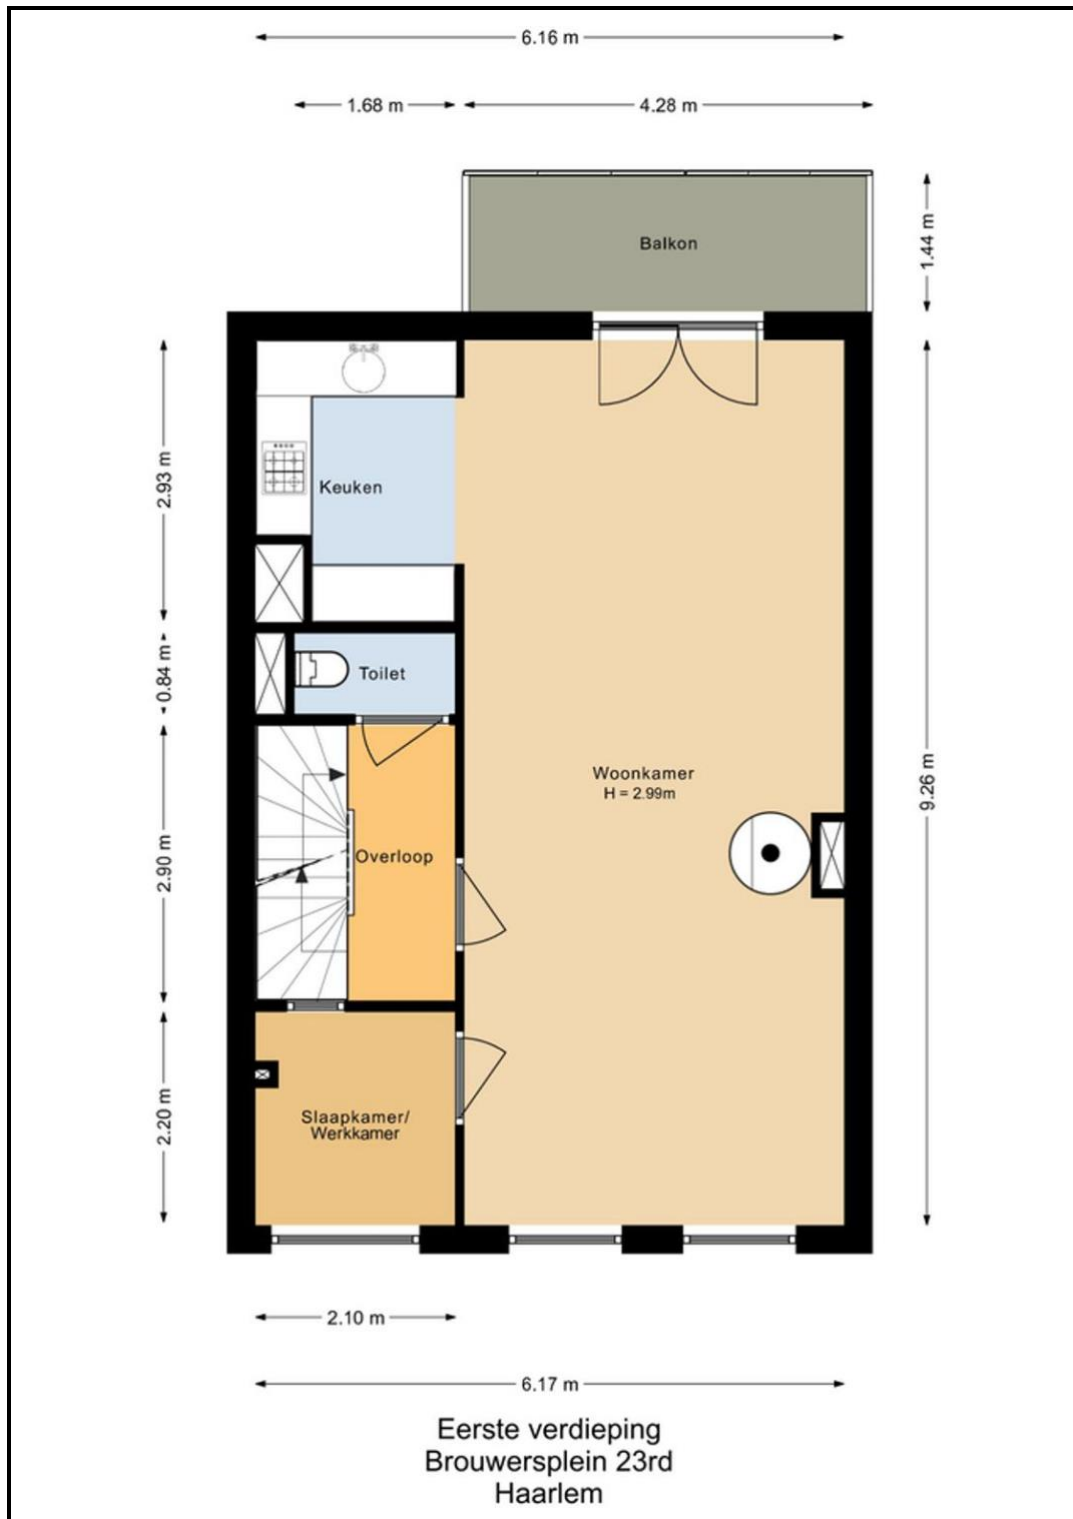 6.16 m
1.68 m
4.28 m
Balkon
1.44 m
2.93 m
Keuken
0.84 m
Toilet
Woonkamer
H = 2.99m
9.26 m
2.90 m
Overloop
2.20 m
Slaapkamer/
Werkkamer
2.10 m
6.17 m
Eerste verdieping
Brouwersplein 23rd
Haarlem